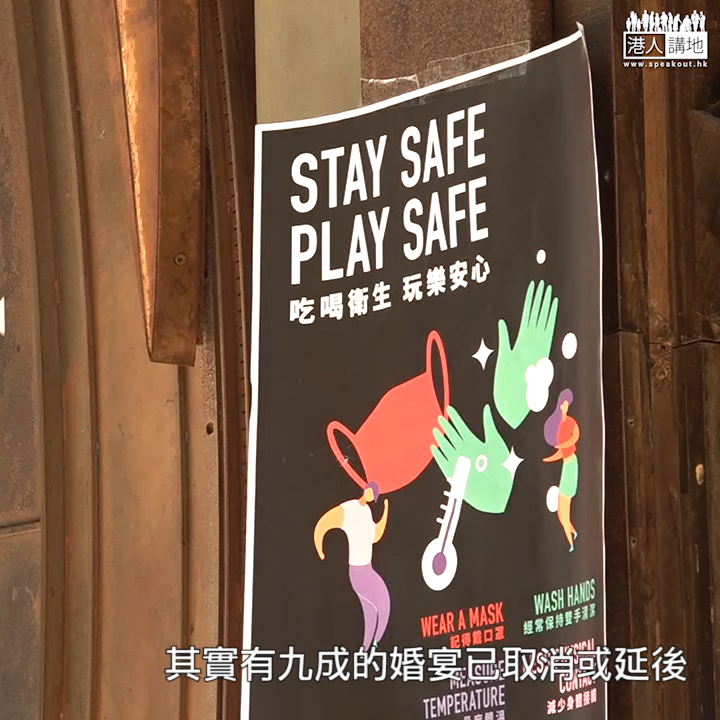 港人講地
www.speakout.hk
STAY SAFE
PLAY SAFE
吃喝衛生 玩樂安心
WEAR A MASK
記得戴口罩
WASH HANDS
經常保持雙手清潔
TEMPERATURE
CONTACT
減少身體接觸
其實有九成的婚宴已取消或延後